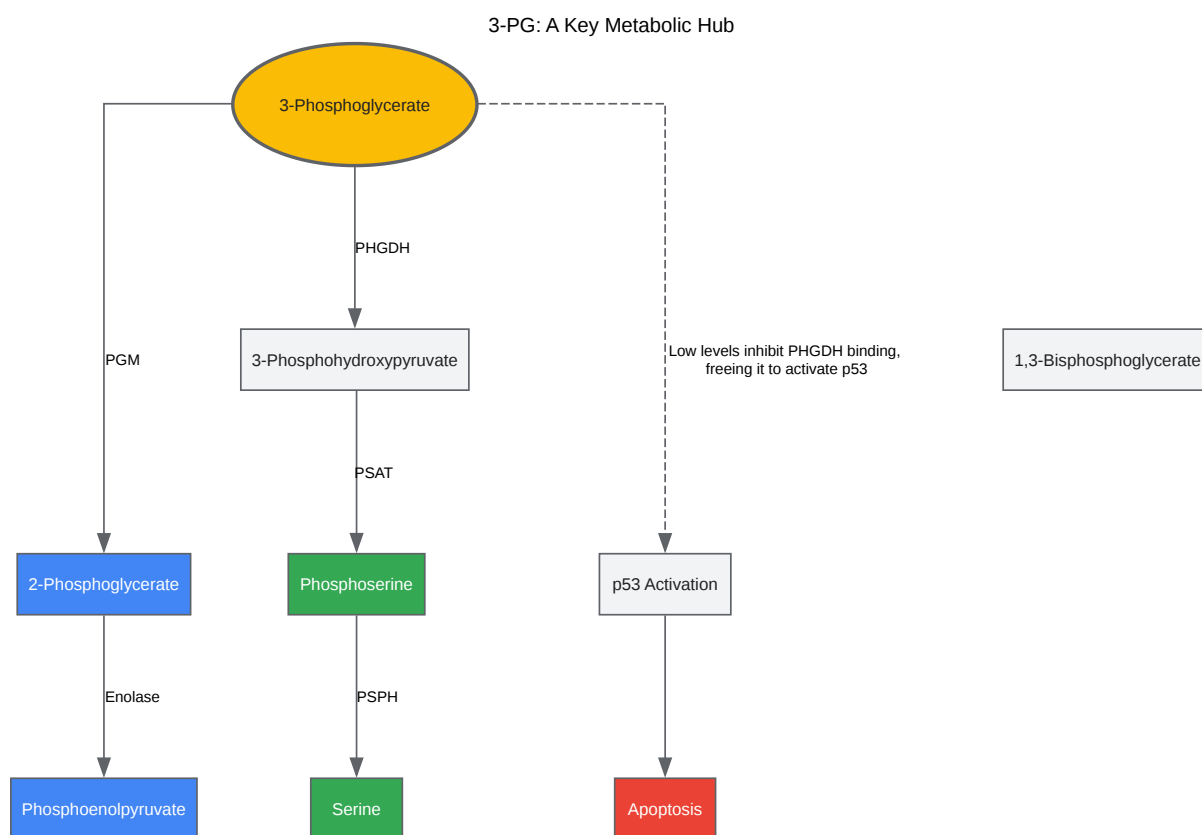 3-PG: A Key Metabolic Hub
3-Phosphoglycerate
PHGDH
PGM
3-Phosphohydroxypyruvate
Low levels inhibit PHGDH binding,
freeing it to activate p53
1,3-Bisphosphoglycerate
PSAT
2-Phosphoglycerate
Phosphoserine
p53 Activation
Enolase
PSPH
Phosphoenolpyruvate
Serine
Apoptosis